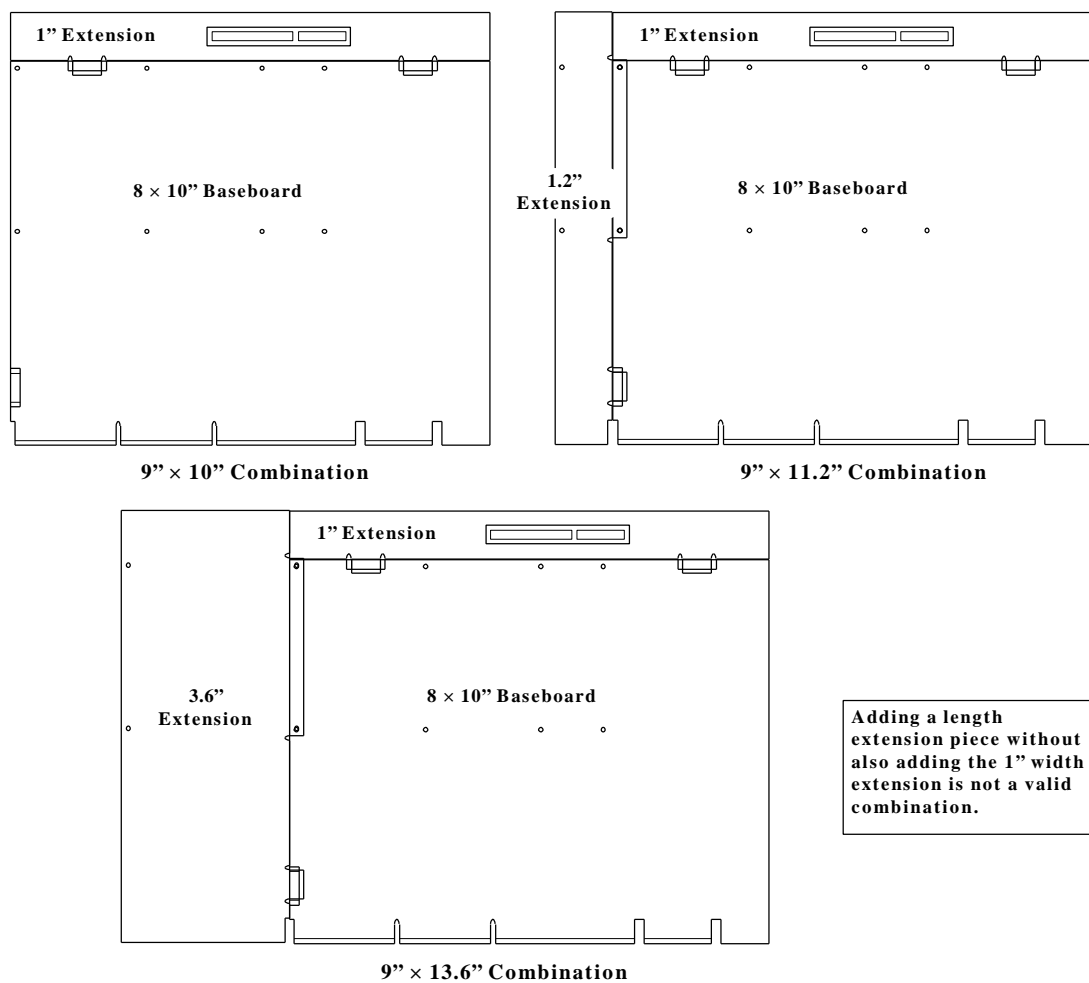 1” Extension
8 × 10” Baseboard
9” × 10” Combination
1” Extension
1.2”
Extension
8 × 10” Baseboard
9” × 11.2” Combination
1” Extension
3.6”
Extension
8 × 10” Baseboard
9” × 13.6” Combination
Adding a length
extension piece without
also adding the 1” width
extension is not a valid
combination.